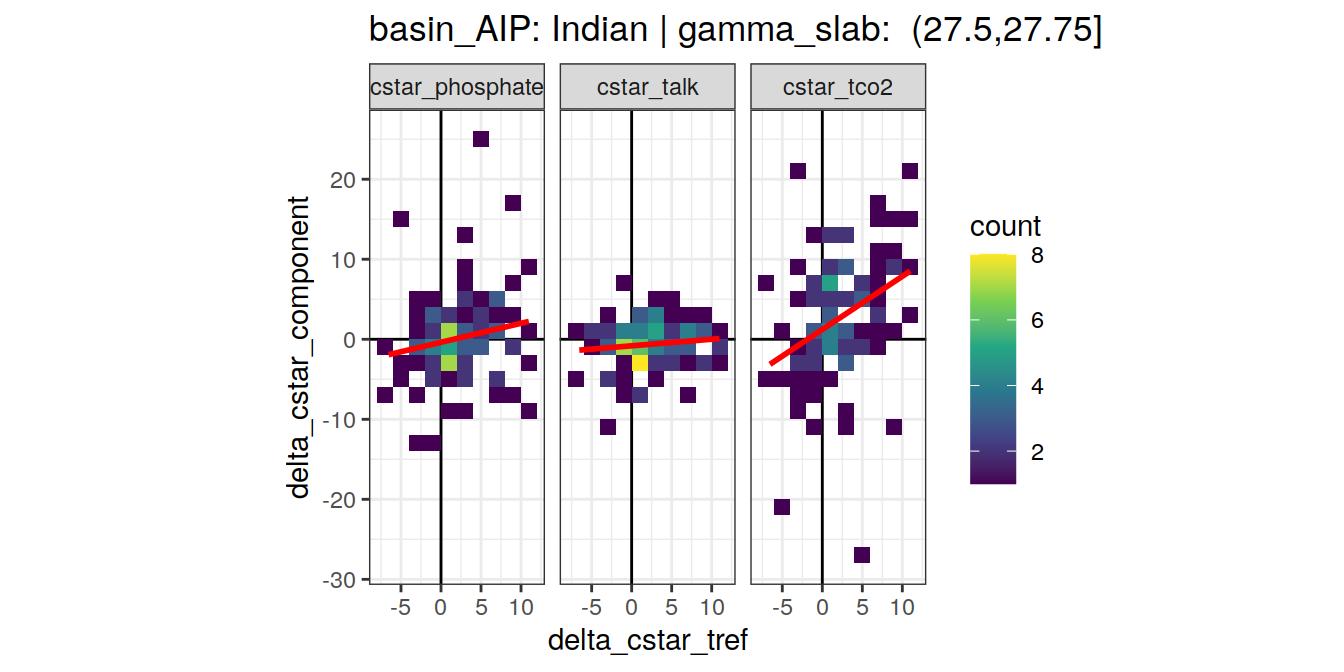 basin_AIP: Indian | gamma_slab:  (27.5,27.75]
cstar_phosphate
cstar_talk
cstar_tco2
delta_cstar_component
20
10
0
-10
-20
-30
-5 0 5 10
-5 0 5 10
-5 0 5 10
delta_cstar_tref
count
8
6
4
2